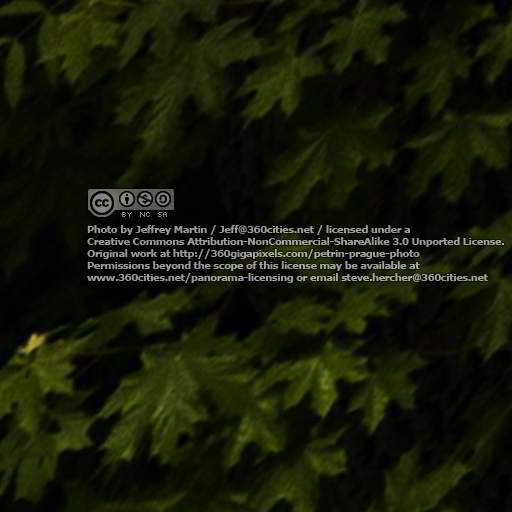 cc BY NC SA
Photo by Jeffrey Martin / Jeff@360cities.net / licensed under a
Creative Commons Attribution-NonCommercial-ShareAlike 3.0 Unported License.
Original work at http://360gigapixels.com/petrin-prague-photo
Permissions beyond the scope of this license may be available at
www.360cities.net/panorama-licensing or email steve.hercher@360cities.net